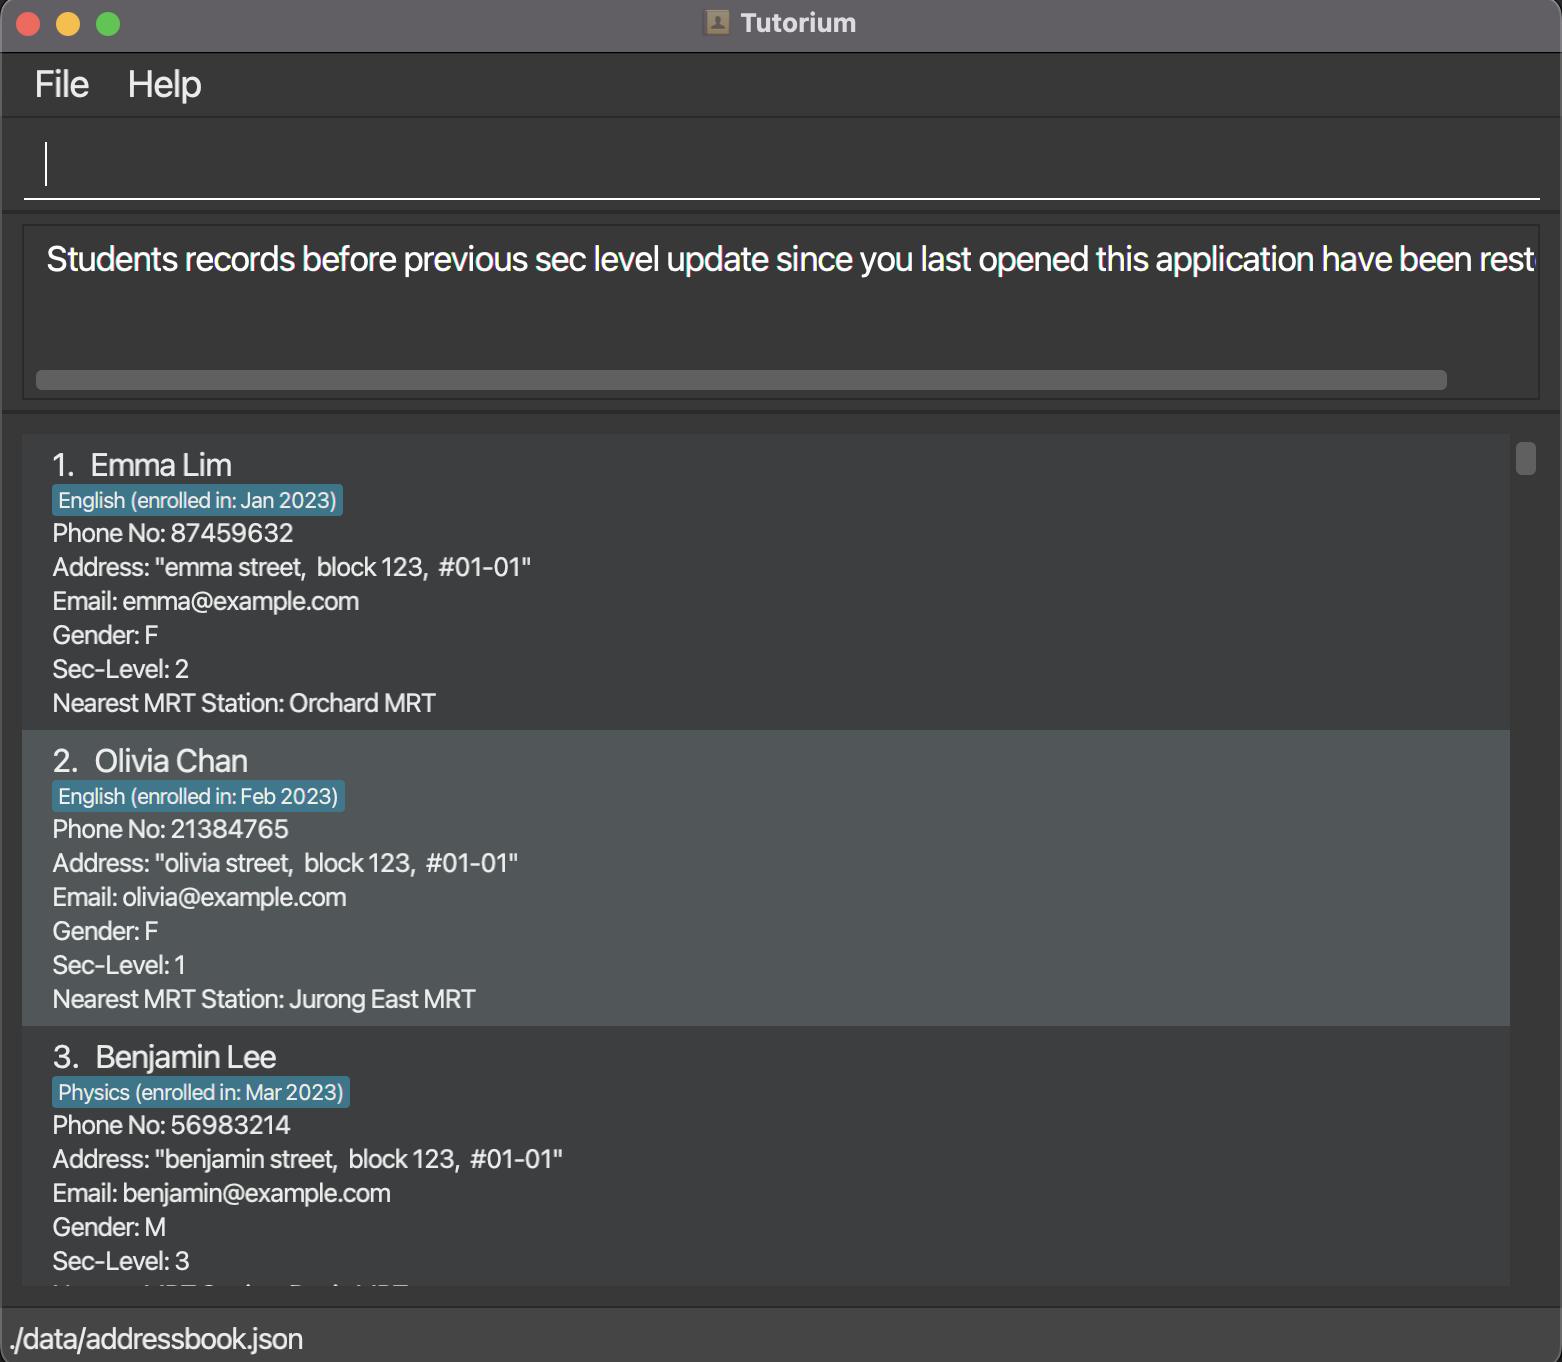 Tutorium
File Help
Students records before previous sec level update since you last opened this application have been
1. Emma Lim
English (enrolled in: Jan 2023)
Phone No: 87459632
Address: "emma street,  block 123,  #01-01"
Email: emma@example.com
Gender: F
Sec-Level: 2
Nearest MRT Station: Orchard MRT
2. Olivia Chan
English (enrolled in: Feb 2023)
Phone No: 21384765
Address: "olivia street,  block 123,  #01-01"
Email: olivia@example.com
Gender: F
Sec-Level: 1
Nearest MRT Station: Jurong East MRT
3. Benjamin Lee
Physics (enrolled in: Mar 2023)
Phone No: 56983214
Address: "benjamin street,  block 123,  #01-01"
Email: benjamin@example.com
Gender: M
Sec-Level: 3
./data/addressbook.json